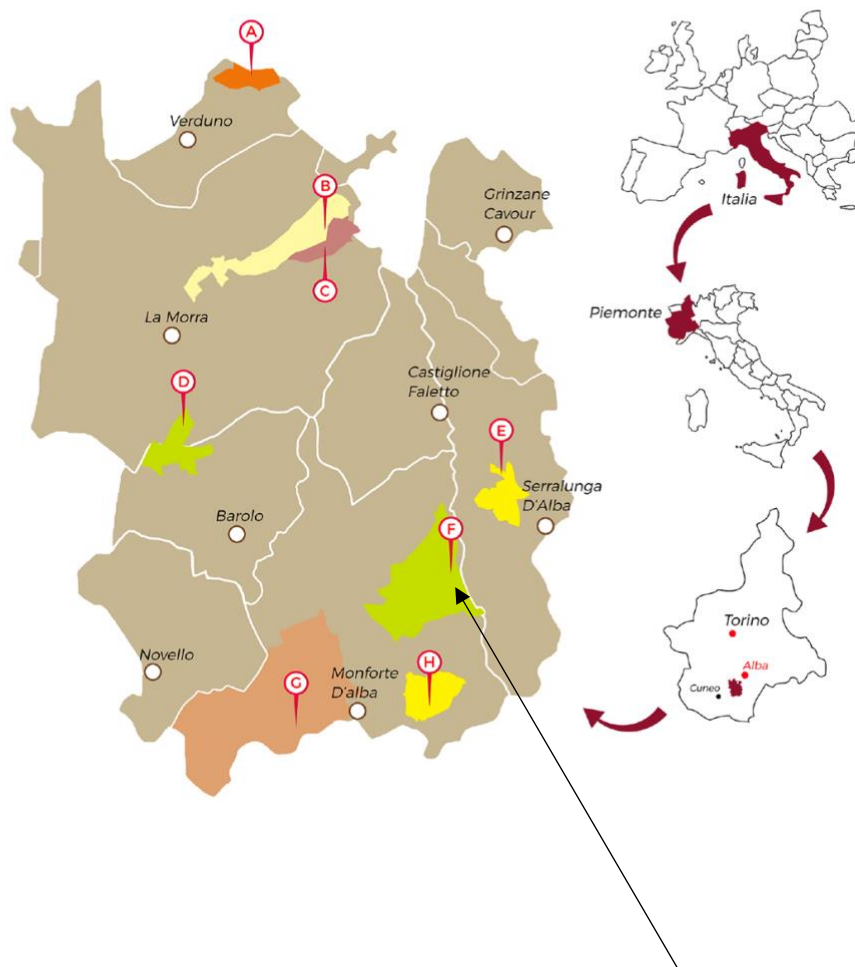 A
Verduno
B
Grinzane
Cavour
C
La Morra
Castiglione
Faletto
D
E
Serralunga
D'Alba
Barolo
F
Novello
Monforte
D'alba
G
H
Italia
Piemonte
Torino
Alba
Cuneo